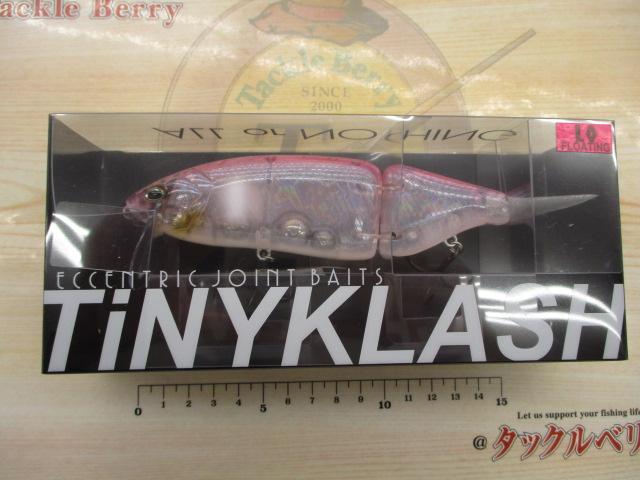 ackle Berry
Tackle Berry
SINCE
2000
ALL or NOTHING
LO
FLOATING
ECCENTRIC JOINT BAITS
TiNYKLASH
0 1 2 3 4 5 6 7 8 9 10 11 12 13 14 15
Let us support your fishing life
@タックルベリ